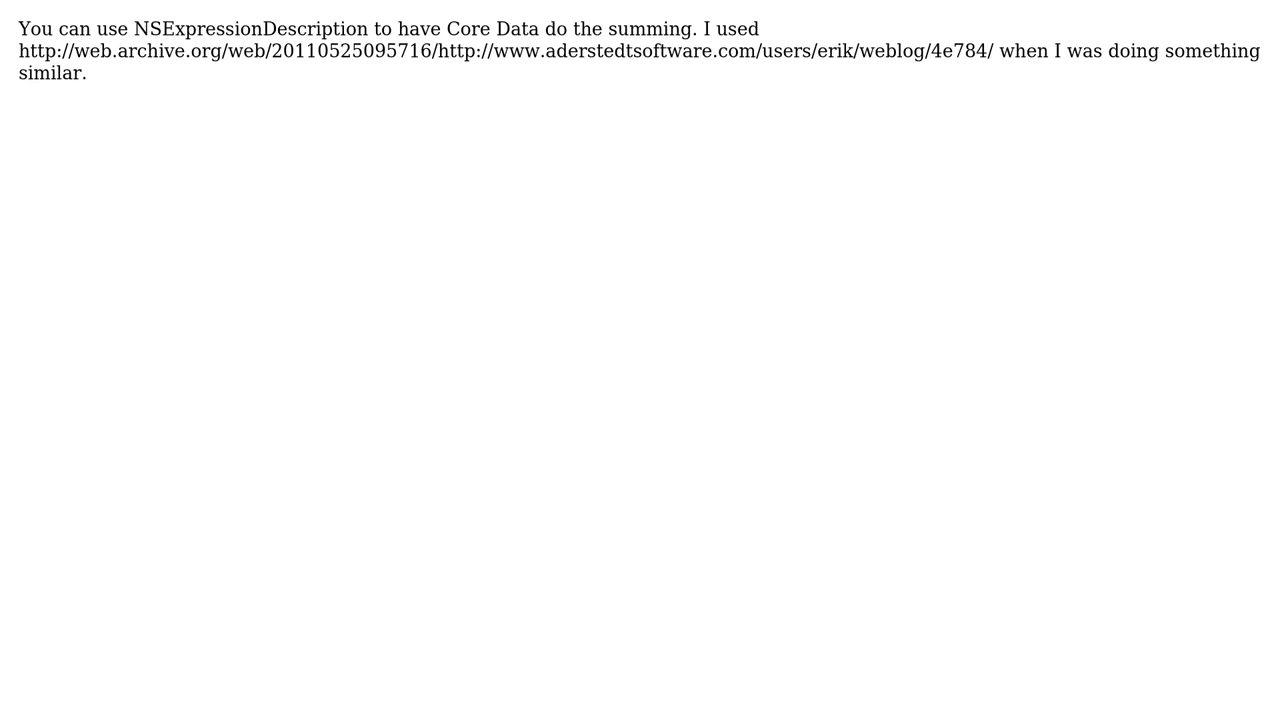 You can use NSExpressionDescription to have Core Data do the summing. I used
http://web.archive.org/web/20110525095716/http://www.aderstedtsoftware.com/users/erik/weblog/4e784/ when I was doing something
similar.